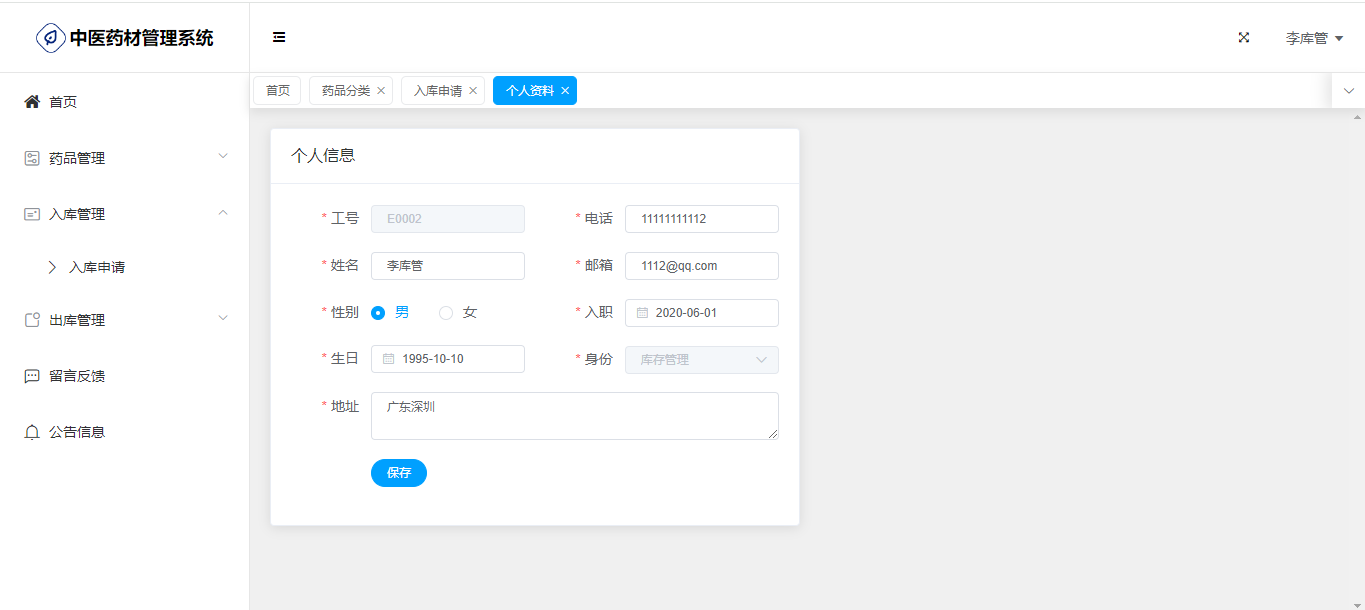 中医药材管理系统
李库管
首页
药品管理
入库管理
入库申请
出库管理
留言反馈
公告信息
首页 药品分类 入库申请 个人资料
个人信息
* 工号 E0002 * 电话 11111111112
* 姓名 李库管 * 邮箱 1112@qq.com
* 性别 男 女 * 入职 2020-06-01
* 生日 1995-10-10 * 身份 库存管理
* 地址 广东深圳
保存